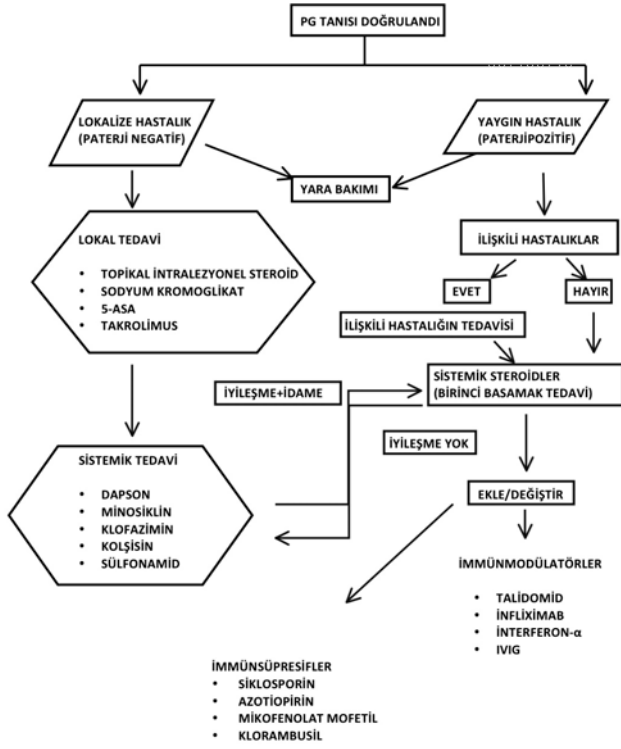 PG TANISI DOĞRULANDI
LOKALİZE HASTALIK
(PATERJİ NEGATİF)
YAYGIN HASTALIK
(PATERJİPOZİTİF)
YARA BAKIMI
LOKAL TEDAVİ
• TOPİKAL İNTRALEZYONEL STEROİD
• SODYUM KROMOGLİKAT
• 5-ASA
• TAKROLİMUS
İLİŞKİLİ HASTALIKLAR
EVET
HAYIR
İLİŞKİLİ HASTALIĞIN TEDAVİSİ
SİSTEMİK STEROİDLER
(BİRİNCİ BASAMAK TEDAVİ)
İYİLEŞME+İDAME
İYİLEŞME YOK
SİSTEMİK TEDAVİ
• DAPSON
• MİNOSİKLİN
• KLOFAZİMİN
• KOLŞİSİN
• SÜLFONAMİD
EKLE/DEĞİŞTİR
İMMÜNMODÜLATÖRLER
• TALİDOMİD
• İNFLİXİMAB
• İNTERFERON-α
• IVIG
İMMÜNSÜPRESİFLER
• SİKLOSPORİN
• AZOTİOPİRİN
• MİKOFENOLAT MOFETİL
• KLORAMBUSİL